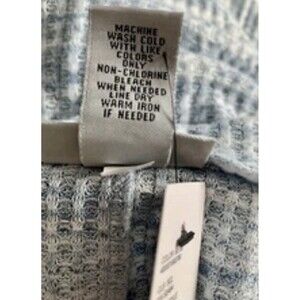 MACHINE
WASH COLD
WITH LIKE
COLORS
ONLY
NON-CHLORINE
BLEACH
WHEN NEEDED
LINE DRY
WARM IRON
IF NEEDED